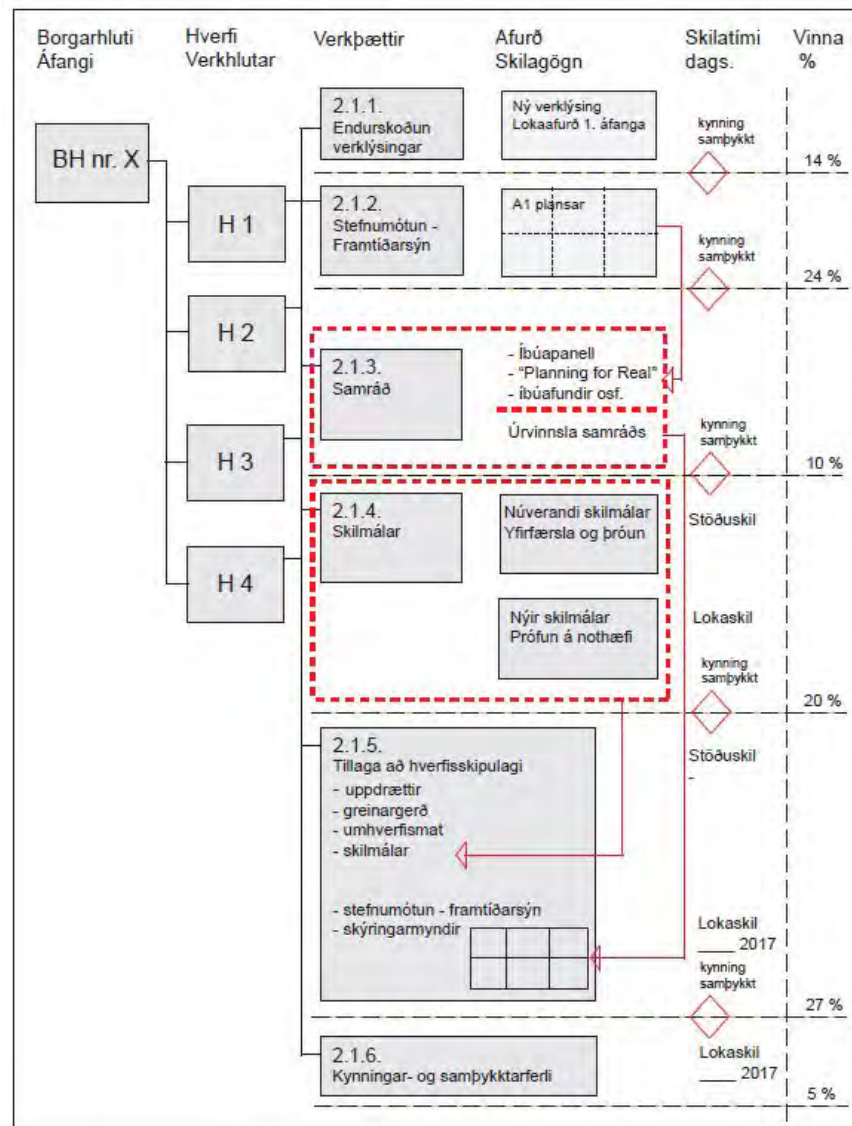 Borgarhluti
Áfangi
Hverfi
Verkhlutar
Verkþættir
Afurð
Skilagögn
Skilatími
dags.
Vinna
%
BH nr. X
H 1
H 2
H 3
H 4
2.1.1.
Endurskoðun
verklýsingar
Ný verklýsing
Lokaafurð 1. áfanga
kynning
samþykkt
14 %
2.1.2.
Stefnumótun -
Framtíðarsýn
A1 plansar
kynning
samþykkt
24 %
2.1.3.
Samráð
- Íbúapanell
- "Planning for Real"
- íbúafundir osf.
Úrvinnsla samráðs
kynning
samþykkt
10 %
2.1.4.
Skilmálar
Núverandi skilmálar
Yfirfærsla og þróun
Stöðuskil
Nýir skilmálar
Prófun á nothæfi
Lokaskil
kynning
samþykkt
20 %
2.1.5.
Tillaga að hverfisskipulagi
- uppdrættir
- greinargerð
- umhverfismat
- skilmálar
- stefnumótun - framtíðarsýn
- skýringarmyndir
Stöðuskil
-
Lokaskil
____ 2017
kynning
samþykkt
27 %
2.1.6.
Kynningar- og samþykktarferli
Lokaskil
____ 2017
5 %